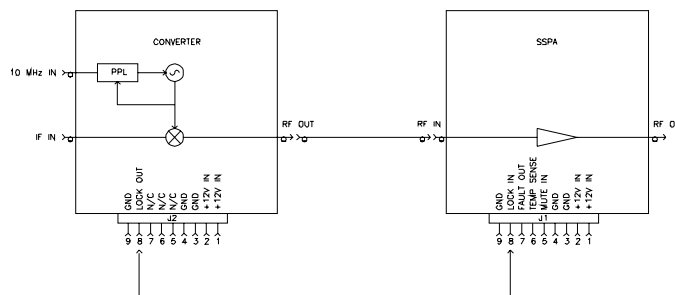 CONVERTER
SSPA
10 MHz IN
PPL
IF IN
RF OUT
RF IN
RF O
GND
LOCK OUT
N/C
N/C
N/C
GND
GND
+12V IN
+12V IN
J2
9 8 7 6 5 4 3 2 1
GND
LOCK IN
FAULT OUT
TEMP SENSE
MUTE IN
GND
GND
+12V IN
+12V IN
J1
9 8 7 6 5 4 3 2 1